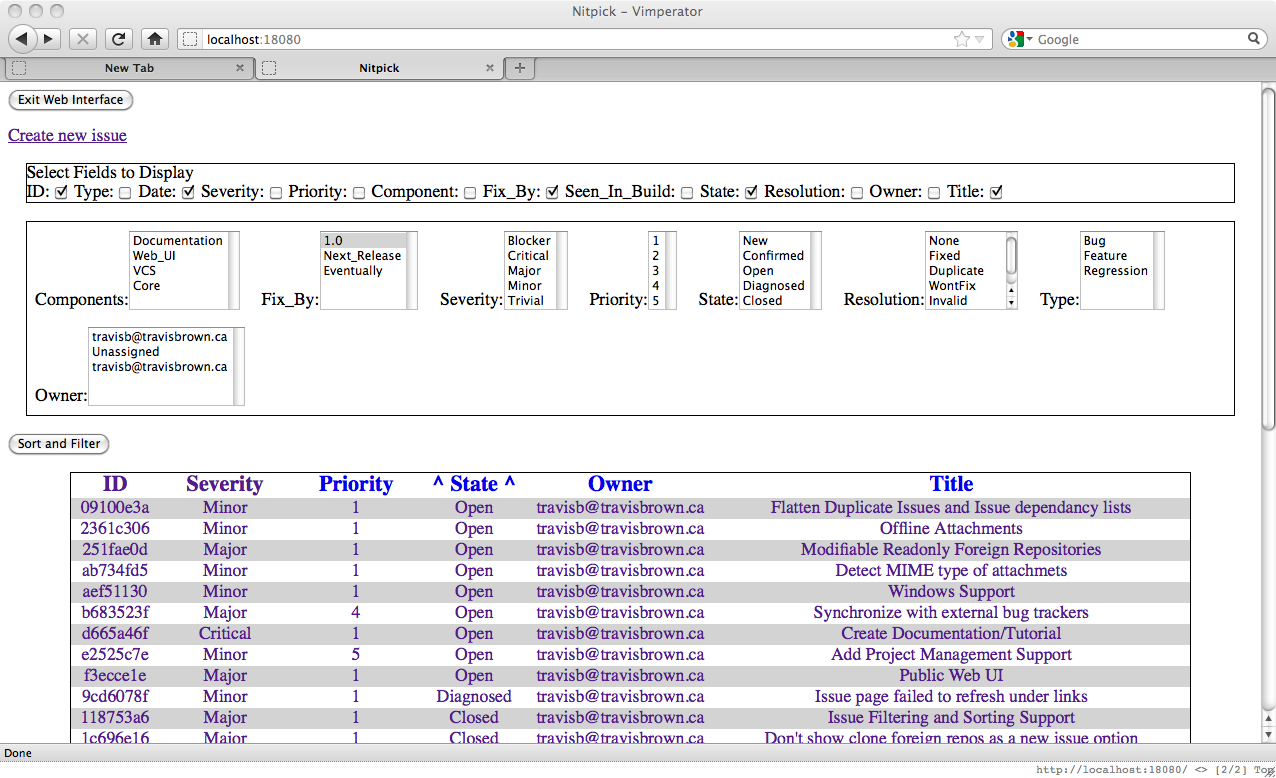 Nitpick – Vimperator
localhost:18080
Google
New Tab
Nitpick
Exit Web Interface
Create new issue
Select Fields to Display
ID: Type: Date: Severity: Priority: Component: Fix_By: Seen_In_Build: State: Resolution: Owner: Title:
Components:
Documentation
Web_UI
VCS
Core
Fix_By:
1.0
Next_Release
Eventually
Severity:
Blocker
Critical
Major
Minor
Trivial
Priority:
1
2
3
4
5
State:
New
Confirmed
Open
Diagnosed
Closed
Resolution:
None
Fixed
Duplicate
WontFix
Invalid
Type:
Bug
Feature
Regression
Owner:
travisb@travisbrown.ca
Unassigned
travisb@travisbrown.ca
Sort and Filter
ID Severity Priority ^ State ^ Owner Title
09100e3a Minor 1 Open travisb@travisbrown.ca Flatten Duplicate Issues and Issue dependancy lists
2361c306 Minor 1 Open travisb@travisbrown.ca Offline Attachments
251fae0d Major 1 Open travisb@travisbrown.ca Modifiable Readonly Foreign Repositories
ab734fd5 Minor 1 Open travisb@travisbrown.ca Detect MIME type of attachmets
aef51130 Minor 1 Open travisb@travisbrown.ca Windows Support
b683523f Major 4 Open travisb@travisbrown.ca Synchronize with external bug trackers
d665a46f Critical 1 Open travisb@travisbrown.ca Create Documentation/Tutorial
e2525c7e Minor 5 Open travisb@travisbrown.ca Add Project Management Support
f3ecce1e Major 1 Open travisb@travisbrown.ca Public Web UI
9cd6078f Minor 1 Diagnosed travisb@travisbrown.ca Issue page failed to refresh under links
118753a6 Major 1 Closed travisb@travisbrown.ca Issue Filtering and Sorting Support
1c696e16 Major 1 Closed travisb@travisbrown.ca Don't show clone foreign repos as a new issue option
Done
http://localhost:18080/ <> [2/2] Top